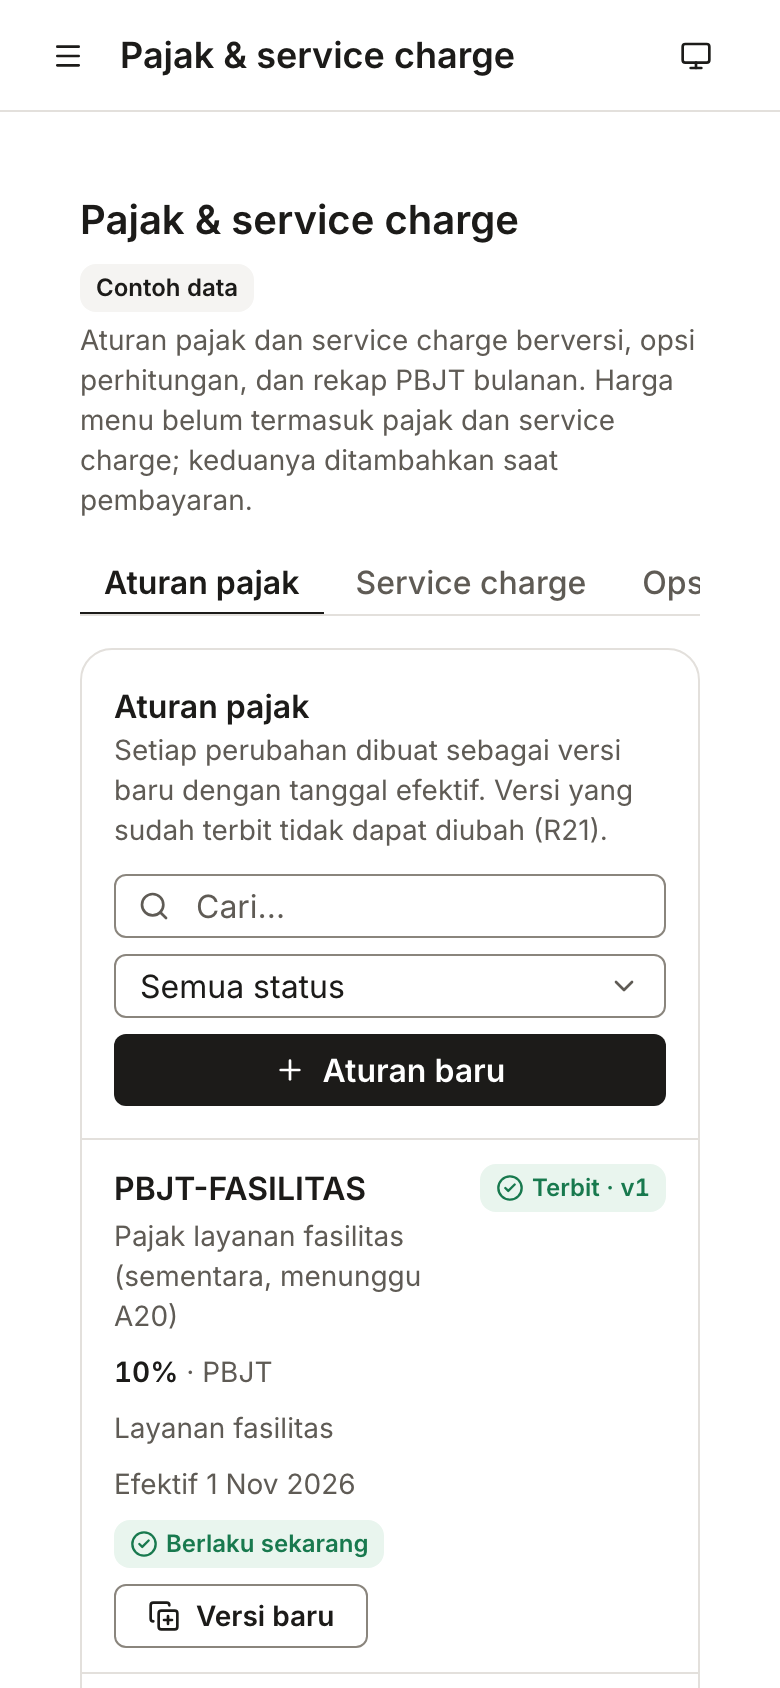 Pajak & service charge
Pajak & service charge
Contoh data
Aturan pajak dan service charge berversi, opsi
perhitungan, dan rekap PBJT bulanan. Harga
menu belum termasuk pajak dan service
charge; keduanya ditambahkan saat
pembayaran.
Aturan pajak Service charge Ops
Aturan pajak
Setiap perubahan dibuat sebagai versi
baru dengan tanggal efektif. Versi yang
sudah terbit tidak dapat diubah (R21).
Cari...
Semua status
Aturan baru
PBJT-FASILITAS Terbit · v1
Pajak layanan fasilitas
(sementara, menunggu
A20)
10% · PBJT
Layanan fasilitas
Efektif 1 Nov 2026
Berlaku sekarang
Versi baru